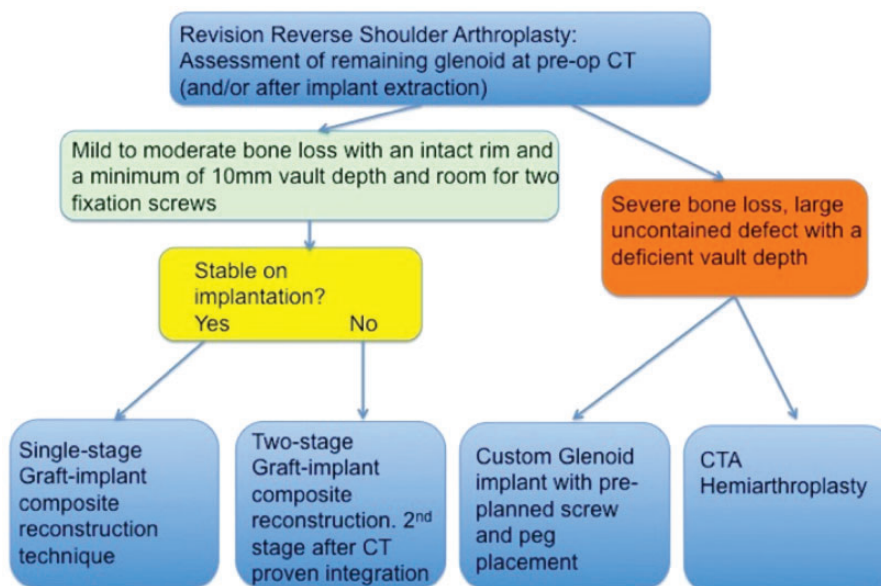 Revision Reverse Shoulder Arthroplasty:
Assessment of remaining glenoid at pre-op CT
(and/or after implant extraction)
Mild to moderate bone loss with an intact rim and
a minimum of 10mm vault depth and room for two
fixation screws
Severe bone loss, large
uncontained defect with a
deficient vault depth
Stable on
implantation?
Yes No
Single-stage
Graft-implant
composite
reconstruction
technique
Two-stage
Graft-implant
composite
reconstruction. 2nd
stage after CT
proven integration
Custom Glenoid
implant with pre-
planned screw
and peg
placement
CTA
Hemiarthroplasty